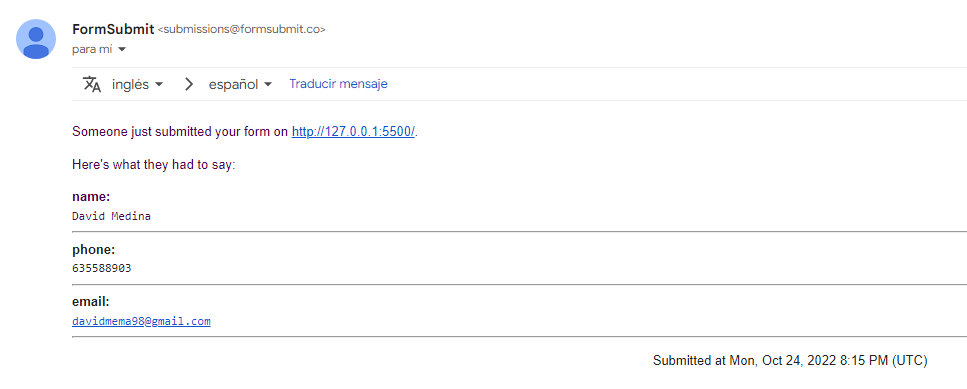 FormSubmit <submissions@formsubmit.co>
para mí
inglés > español Traducir mensaje
Someone just submitted your form on http://127.0.0.1:5500/.
Here's what they had to say:
name:
David Medina
phone:
635588903
email:
davidmema98@gmail.com
Submitted at Mon, Oct 24, 2022 8:15 PM (UTC)